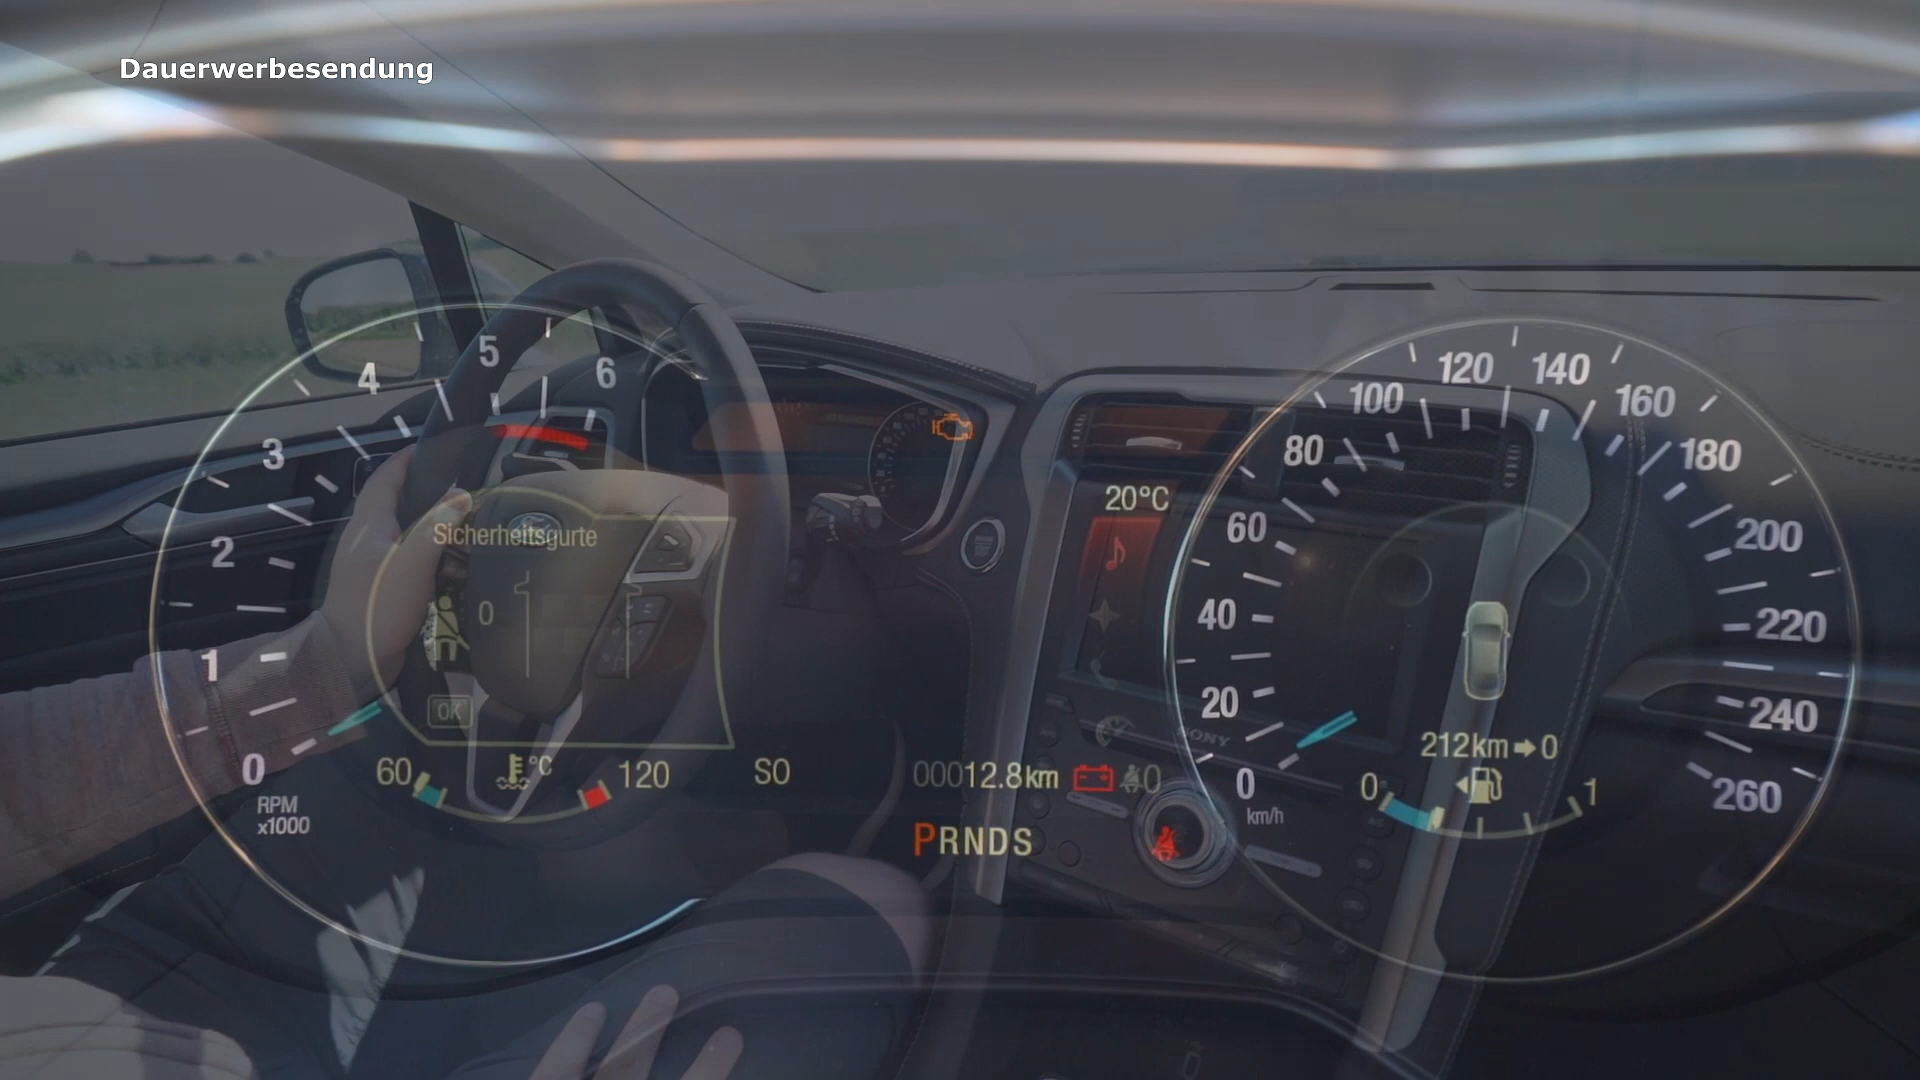 Dauerwerbesendung
5
4
6
3
2
1
0
RPM
x1000
Sicherheitsgurte
0
OK
60
°C
120
SO
00012.8km
0
PRNDS
20°C
SONY
120
140
100
160
80
180
60
200
40
220
20
240
0
260
km/h
212km➡0
0
1